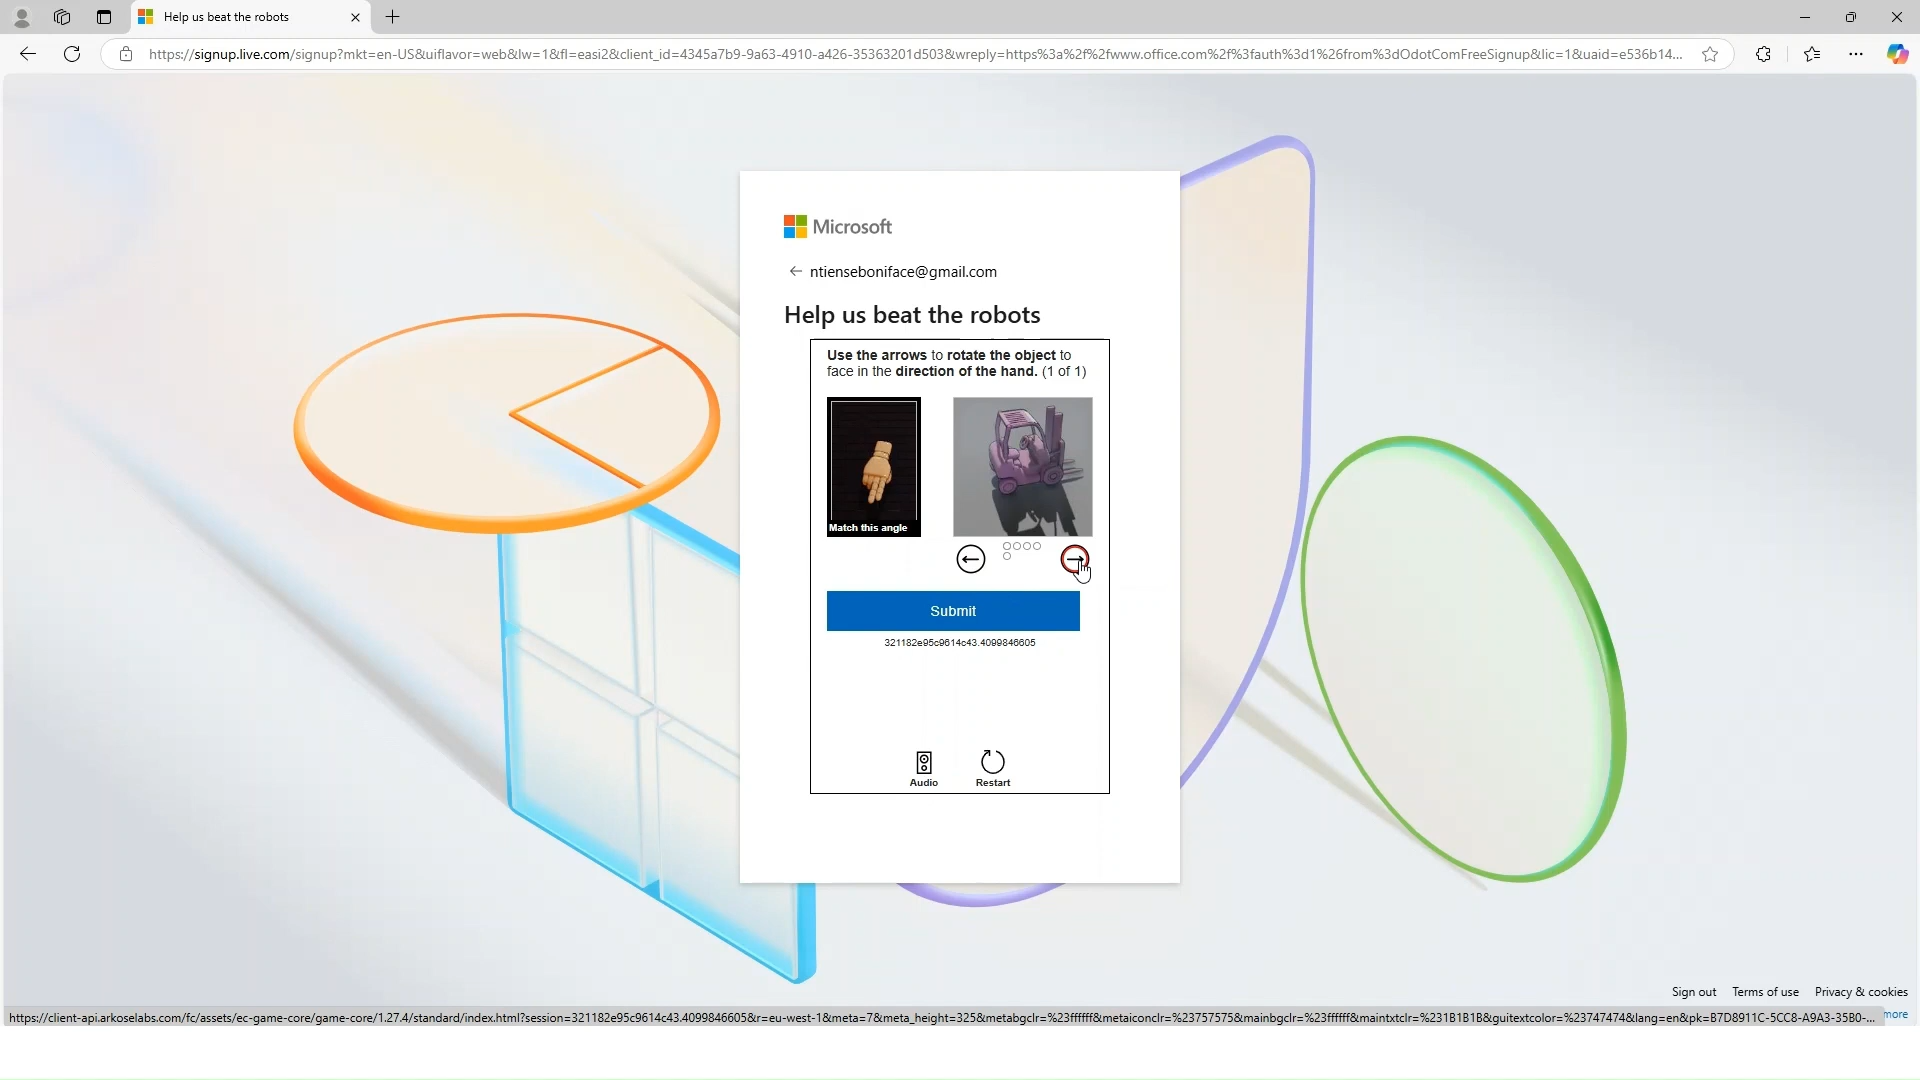 Help us beat the robots
https://signup.live.com/signup?mkt=en-US&uiflavor=web&lw=1&fl=easi2&client_id=4345a7b9-9a63-4910-a426-35363201d503&wreply=https%3a%2f%2fwww.office.com%2f%3fauth%3d1%26from%3dOdotComFreeSignup&lic=1&uaid=e536b14...
Microsoft
← ntienseboniface@gmail.com
Help us beat the robots
Use the arrows to rotate the object to
face in the direction of the hand. (1 of 1)
Match this angle
Submit
321182e95c9614c43.4099846605
Audio Restart
Sign out Terms of use Privacy & cookies
https://client-api.arkoselabs.com/fc/assets/ec-game-core/game-core/1.27.4/standard/index.html?session=321182e95c9614c43.4099846605&r=eu-west-1&meta=7&meta_height=325&metabgclr=%23ffffff&metaiconclr=%23757575&mainbgclr=%23ffffff&maintxtclr=%231B1B1B&guitextcolor=%23747474&lang=en&pk=B7D8911C-5CC8-A9A3-35B0-... more